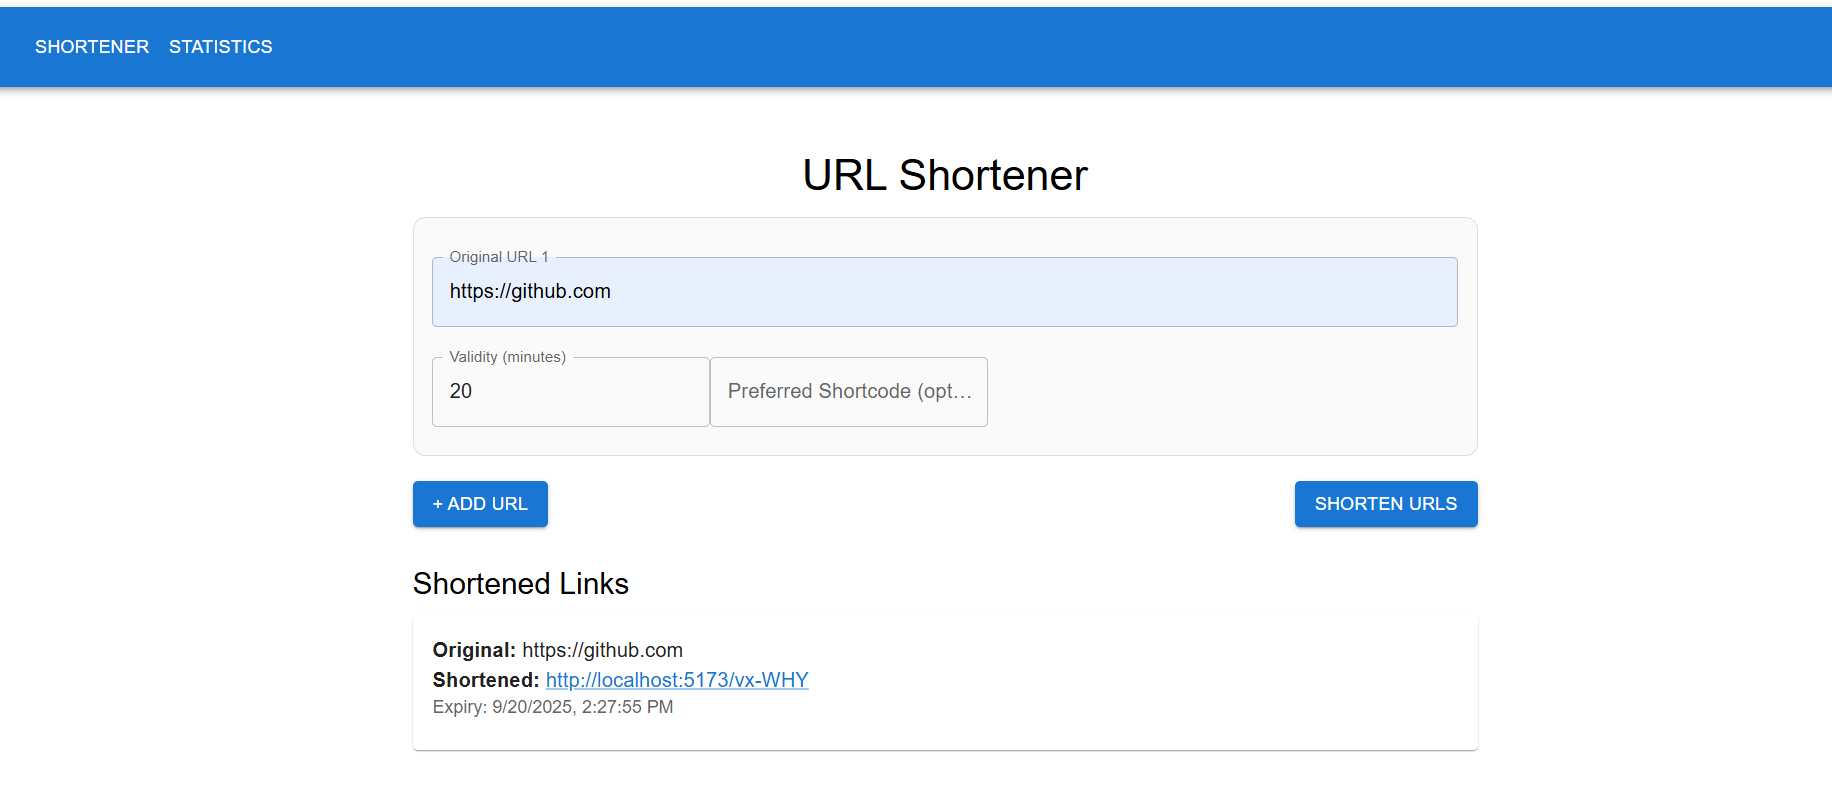 SHORTENER STATISTICS
URL Shortener
Original URL 1
https://github.com
Validity (minutes)
20 Preferred Shortcode (opt…
+ ADD URL SHORTEN URLS
Shortened Links
Original: https://github.com
Shortened: http://localhost:5173/vx-WHY
Expiry: 9/20/2025, 2:27:55 PM